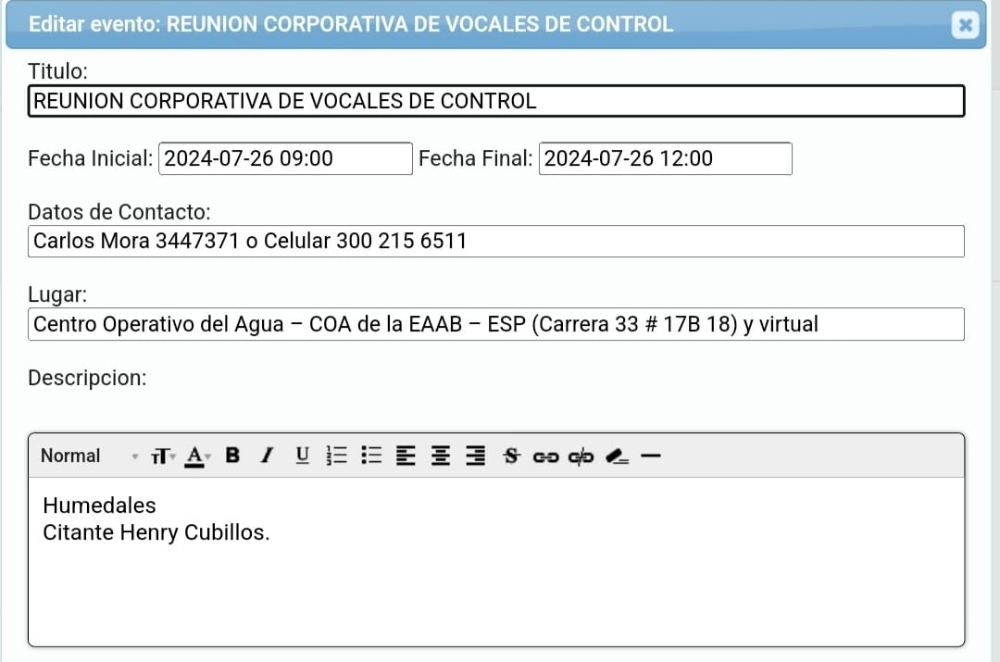 Editar evento: REUNION CORPORATIVA DE VOCALES DE CONTROL
Titulo:
REUNION CORPORATIVA DE VOCALES DE CONTROL
Fecha Inicial: 2024-07-26 09:00 Fecha Final: 2024-07-26 12:00
Datos de Contacto:
Carlos Mora 3447371 o Celular 300 215 6511
Lugar:
Centro Operativo del Agua – COA de la EAAB – ESP (Carrera 33 # 17B 18) y virtual
Descripcion:
Normal
Humedales
Citante Henry Cubillos.